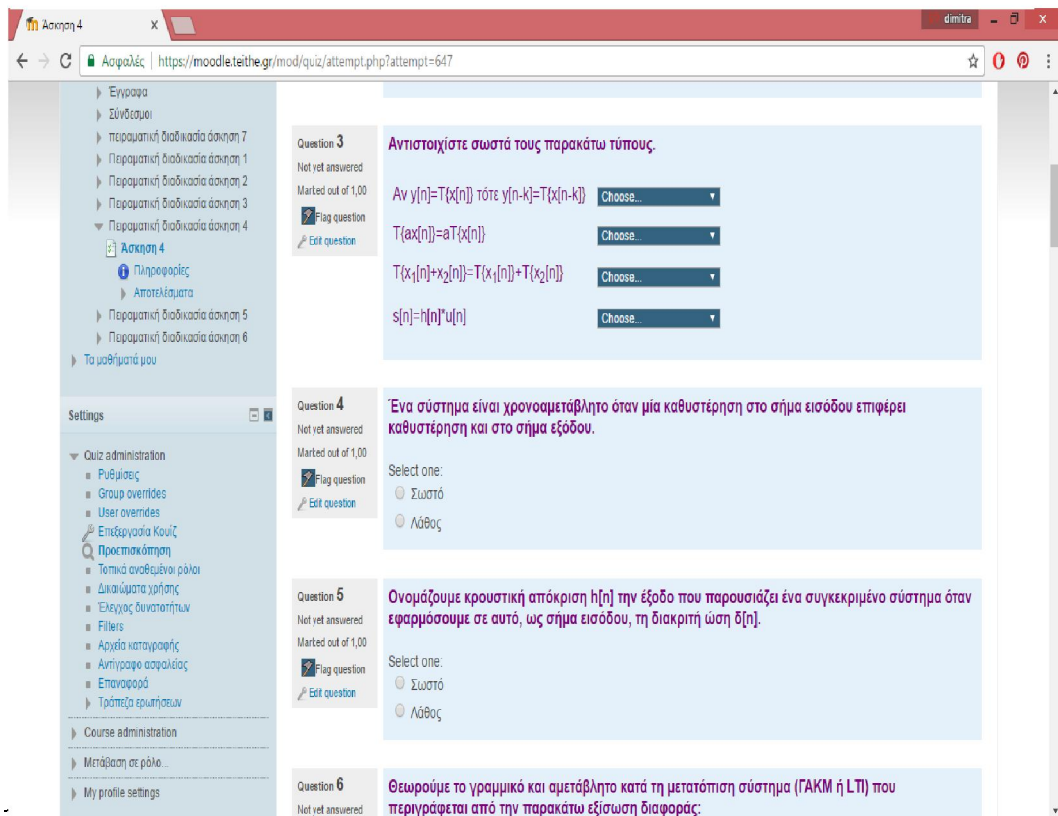 Άσκηση 4
dimitra
Ασφαλές | https://moodle.teithe.gr/mod/quiz/attempt.php?attempt=647
Έγγραφα
Σύνδεσμοι
πειραματική διαδικασία άσκηση 7
Πειραματική διαδικασία άσκηση 1
Πειραματική διαδικασία άσκηση 2
Πειραματική διαδικασία άσκηση 3
Πειραματική διαδικασία άσκηση 4
Άσκηση 4
Πληροφορίες
Αποτελέσματα
Πειραματική διαδικασία άσκηση 5
Πειραματική διαδικασία άσκηση 6
Τα μαθήματά μου
Settings
Quiz administration
Ρυθμίσεις
Group overrides
User overrides
Επεξεργασία Κουίζ
Προεπισκόπηση
Τοπικά αναθεμένοι ρόλοι
Δικαιώματα χρήσης
Έλεγχος δυνατοτήτων
Filters
Αρχεία καταγραφής
Αντίγραφο ασφαλείας
Επαναφορά
Τράπεζα ερωτήσεων
Course administration
Μετάβαση σε ρόλο...
My profile settings
Question 3
Not yet answered
Marked out of 1,00
Flag question
Edit question
Αντιστοιχίστε σωστά τους παρακάτω τύπους.
Αν y[n]=T{x[n]} τότε y[n-k]=T{x[n-k]} Choose...
T{ax[n]}=aT{x[n]} Choose...
T{x₁[n]+x₂[n]}=T{x₁[n]}+T{x₂[n]} Choose...
s[n]=h[n]*u[n] Choose...
Question 4
Not yet answered
Marked out of 1,00
Flag question
Edit question
Ένα σύστημα είναι χρονοαμετάβλητο όταν μία καθυστέρηση στο σήμα εισόδου επιφέρει
καθυστέρηση και στο σήμα εξόδου.
Select one:
Σωστό
Λάθος
Question 5
Not yet answered
Marked out of 1,00
Flag question
Edit question
Ονομάζουμε κρουστική απόκριση h[n] την έξοδο που παρουσιάζει ένα συγκεκριμένο σύστημα όταν
εφαρμόσουμε σε αυτό, ως σήμα εισόδου, τη διακριτή ώση δ[n].
Select one:
Σωστό
Λάθος
Question 6
Not yet answered
Θεωρούμε το γραμμικό και αμετάβλητο κατά τη μετατόπιση σύστημα (ΓΑΚΜ ή LTI) που
περιγράφεται από την παρακάτω εξίσωση διαφοράς: